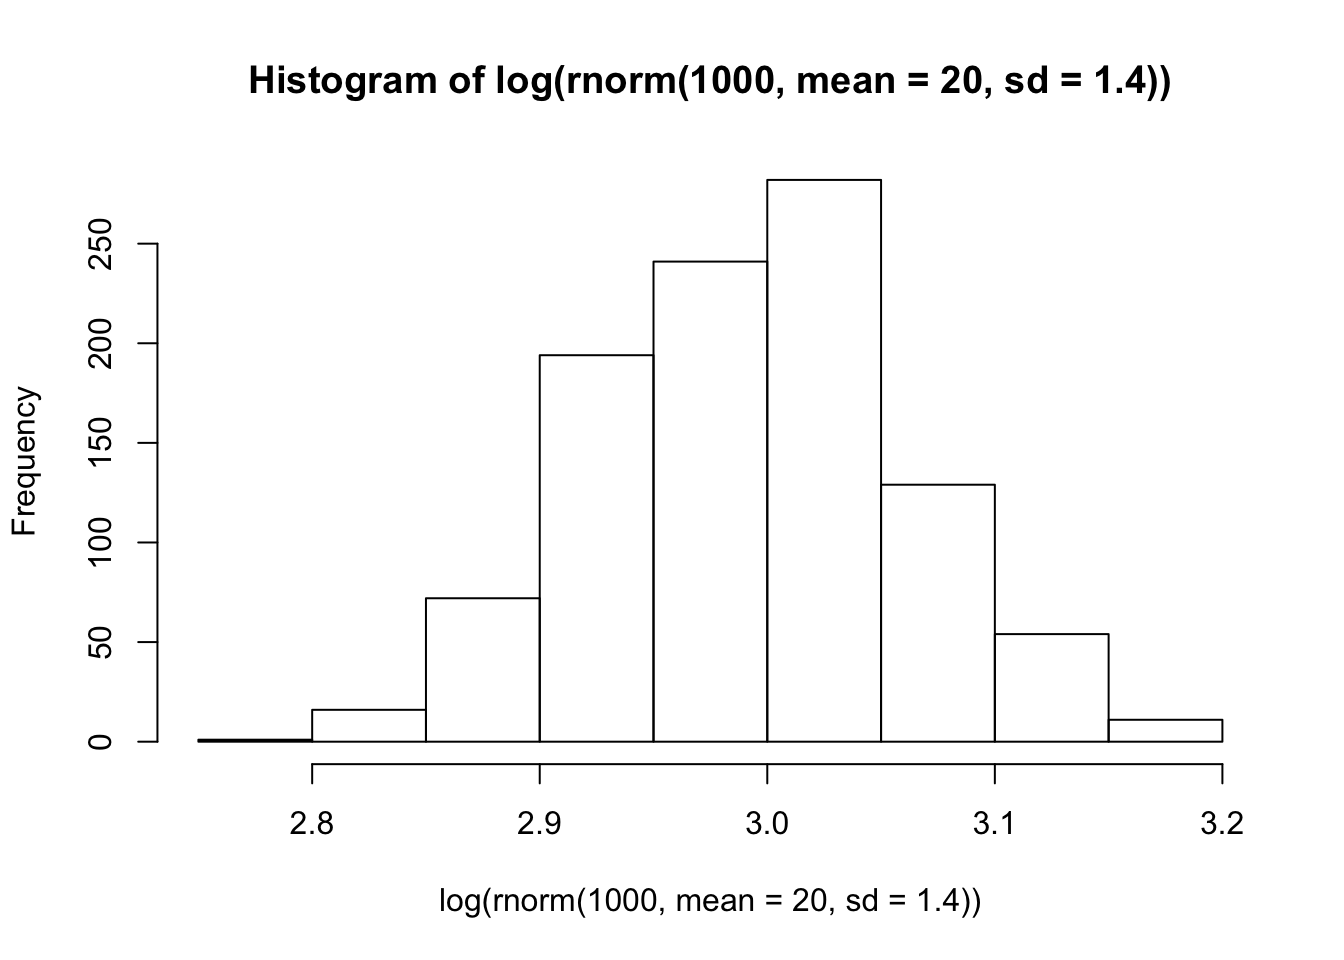 Histogram of log(rnorm(1000, mean = 20, sd = 1.4))
Frequency
250
200
150
100
50
0
2.8 2.9 3.0 3.1 3.2
log(rnorm(1000, mean = 20, sd = 1.4))